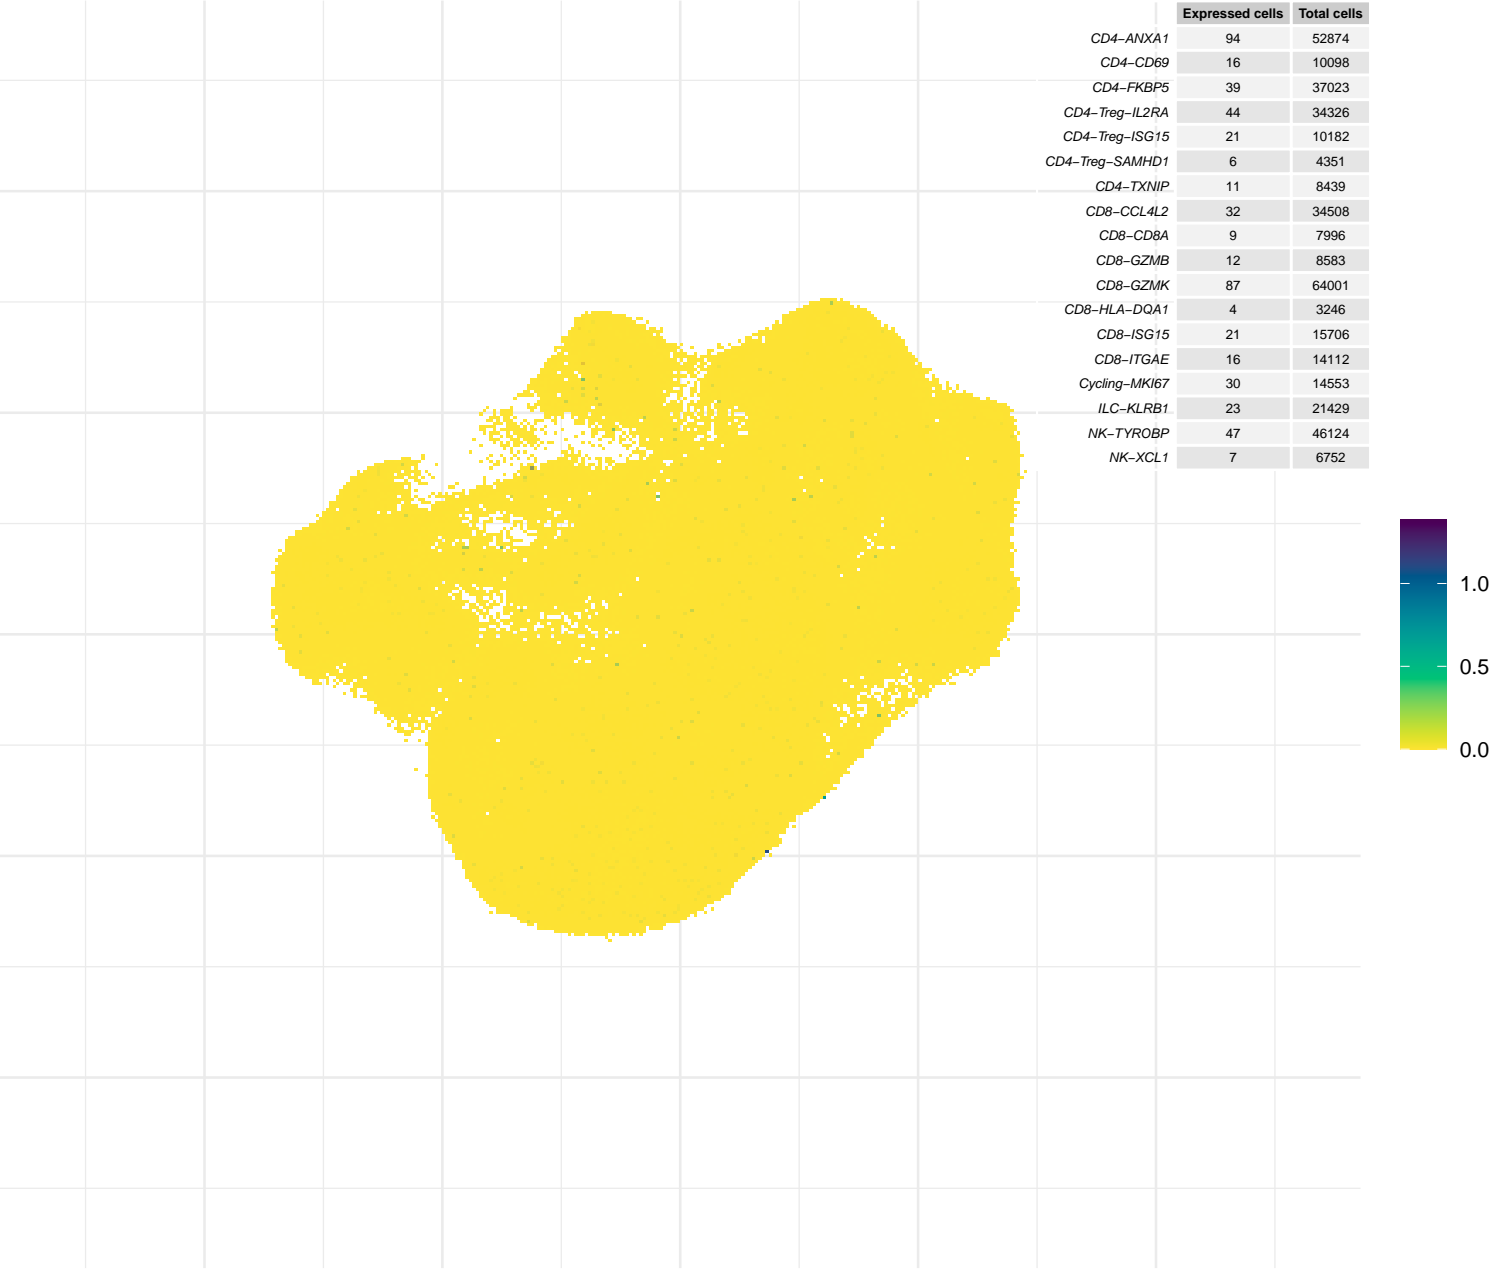 Expressed cells Total cells
CD4−ANXA1 94 52874
CD4−CD69 16 10098
CD4−FKBP5 39 37023
CD4−Treg−IL2RA 44 34326
CD4−Treg−ISG15 21 10182
CD4−Treg−SAMHD1 6 4351
CD4−TXNIP 11 8439
CD8−CCL4L2 32 34508
CD8−CD8A 9 7996
CD8−GZMB 12 8583
CD8−GZMK 87 64001
CD8−HLA−DQA1 4 3246
CD8−ISG15 21 15706
CD8−ITGAE 16 14112
Cycling−MKI67 30 14553
ILC−KLRB1 23 21429
NK−TYROBP 47 46124
NK−XCL1 7 6752
1.0
0.5
0.0